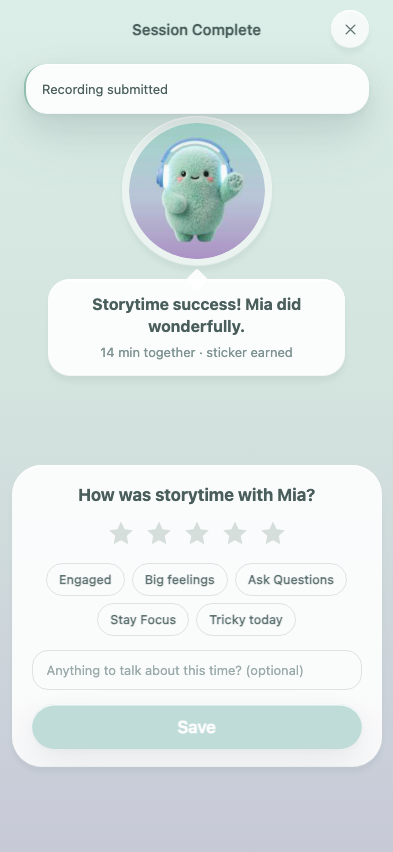 Session Complete
Recording submitted
Storytime success! Mia did
wonderfully.
14 min together · sticker earned
How was storytime with Mia?
Engaged
Big feelings
Ask Questions
Stay Focus
Tricky today
Anything to talk about this time? (optional)
Save